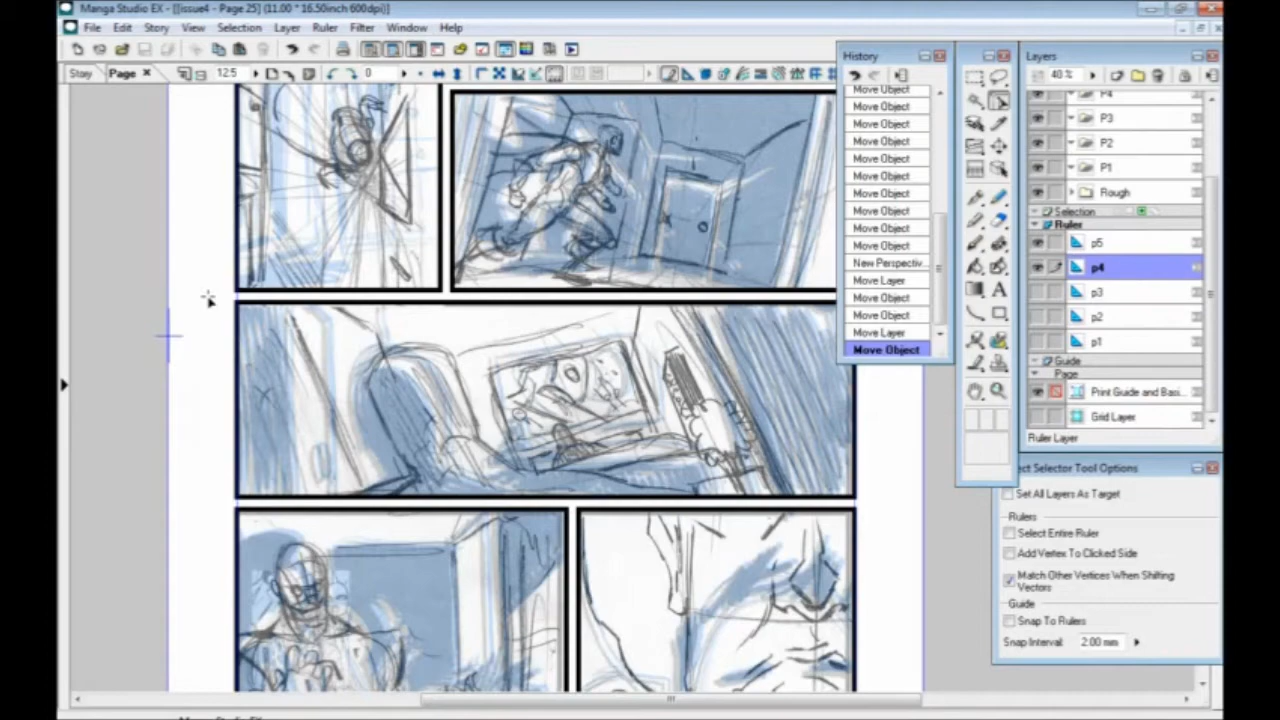 Manga Studio EX - [[issue4 - Page 25] (11.00 * 16.50inch 600dpi)]
File Edit Story View Selection Layer Ruler Filter Window Help
Story Page 12.5 0
History
Move Object
Move Object
Move Object
Move Object
Move Object
Move Object
Move Object
Move Object
Move Object
Move Object
New Perspectiv...
Move Layer
Move Object
Move Object
Move Layer
Move Object
Layers
40 %
P4
P3
P2
P1
Rough
Selection
Ruler
p5
p4
p3
p2
p1
Guide
Page
Print Guide and Basi...
Grid Layer
Ruler Layer
ect Selector Tool Options
Set All Layers As Target
Rulers
Select Entire Ruler
Add Vertex To Clicked Side
Match Other Vertices When Shifting
Vectors
Guide
Snap To Rulers
Snap Interval: 2.00 mm